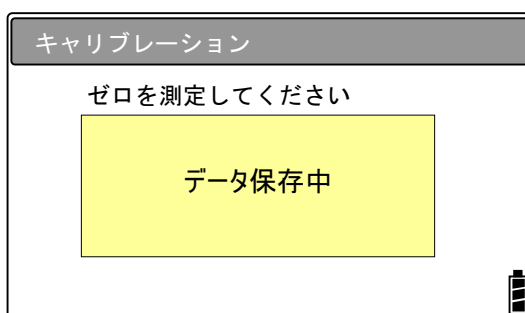 キャリブレーション
ゼロを測定してください
データ保存中